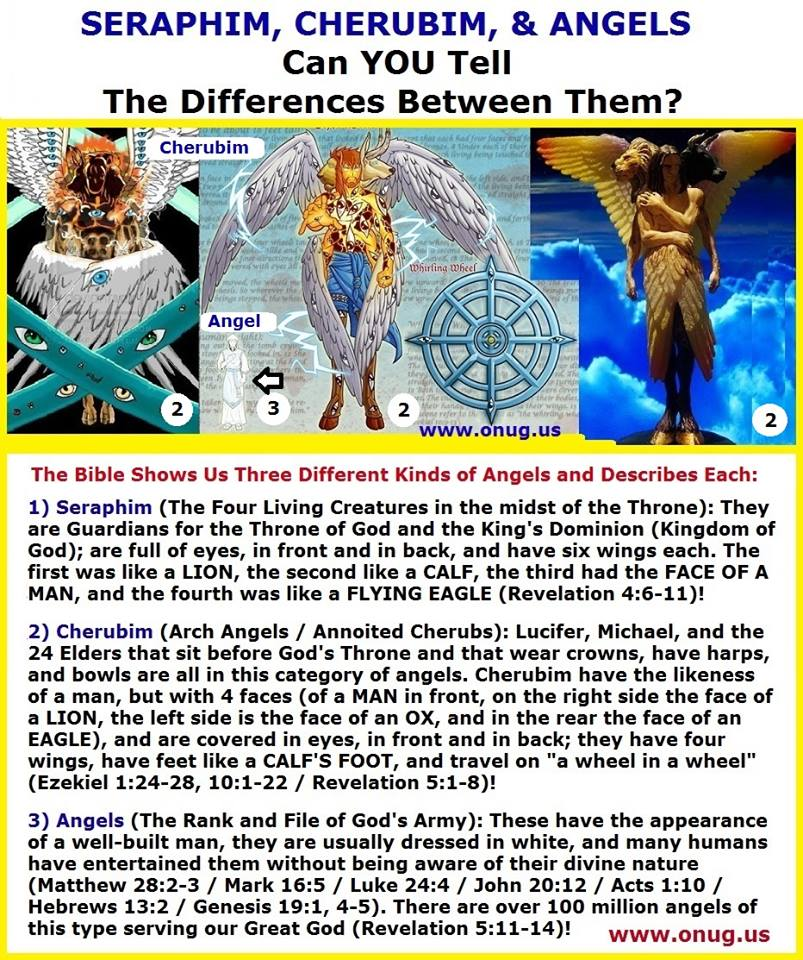 SERAPHIM, CHERUBIM, & ANGELS
Can YOU Tell
The Differences Between Them?
Cherubim
Whirling Wheel
Angel
2
3
2
2
www.onug.us
The Bible Shows Us Three Different Kinds of Angels and Describes Each:
1) Seraphim (The Four Living Creatures in the midst of the Throne): They
are Guardians for the Throne of God and the King's Dominion (Kingdom of
God); are full of eyes, in front and in back, and have six wings each. The
first was like a LION, the second like a CALF, the third had the FACE OF A
MAN, and the fourth was like a FLYING EAGLE (Revelation 4:6-11)!
2) Cherubim (Arch Angels / Annoited Cherubs): Lucifer, Michael, and the
24 Elders that sit before God's Throne and that wear crowns, have harps,
and bowls are all in this category of angels. Cherubim have the likeness
of a man, but with 4 faces (of a MAN in front, on the right side the face of
a LION, the left side is the face of an OX, and in the rear the face of an
EAGLE), and are covered in eyes, in front and in back; they have four
wings, have feet like a CALF'S FOOT, and travel on "a wheel in a wheel"
(Ezekiel 1:24-28, 10:1-22 / Revelation 5:1-8)!
3) Angels (The Rank and File of God's Army): These have the appearance
of a well-built man, they are usually dressed in white, and many humans
have entertained them without being aware of their divine nature
(Matthew 28:2-3 / Mark 16:5 / Luke 24:4 / John 20:12 / Acts 1:10 /
Hebrews 13:2 / Genesis 19:1, 4-5). There are over 100 million angels of
this type serving our Great God (Revelation 5:11-14)!
www.onug.us